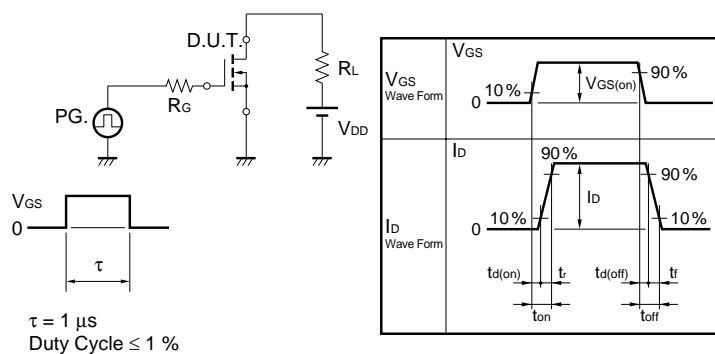 D.U.T.
RL
RG
PG.
VDD
VGS
0
τ
τ = 1 μs
Duty Cycle ≤ 1 %
VGS
Wave Form
VGS
10 %
0
VGS(on)
90 %
ID
Wave Form
ID
90 %
90 %
ID
10 %
0
10 %
td(on)
tr
td(off)
tf
ton
toff